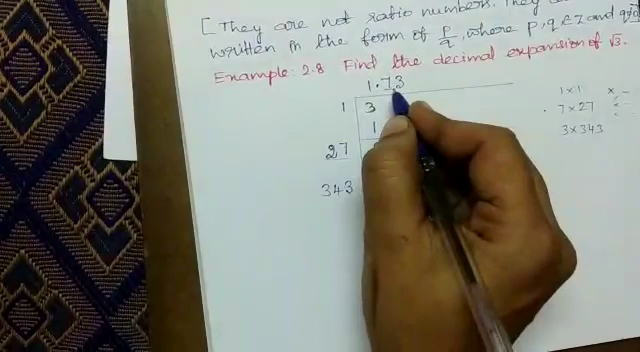 [They are not ratio numbers. They
written in the form of p/q, where p, q ∈ Z and q≠0
Example: 2.8 Find the decimal expansion of √3.
1.73
1 3 1×1
1 7×27
27 3×343
343